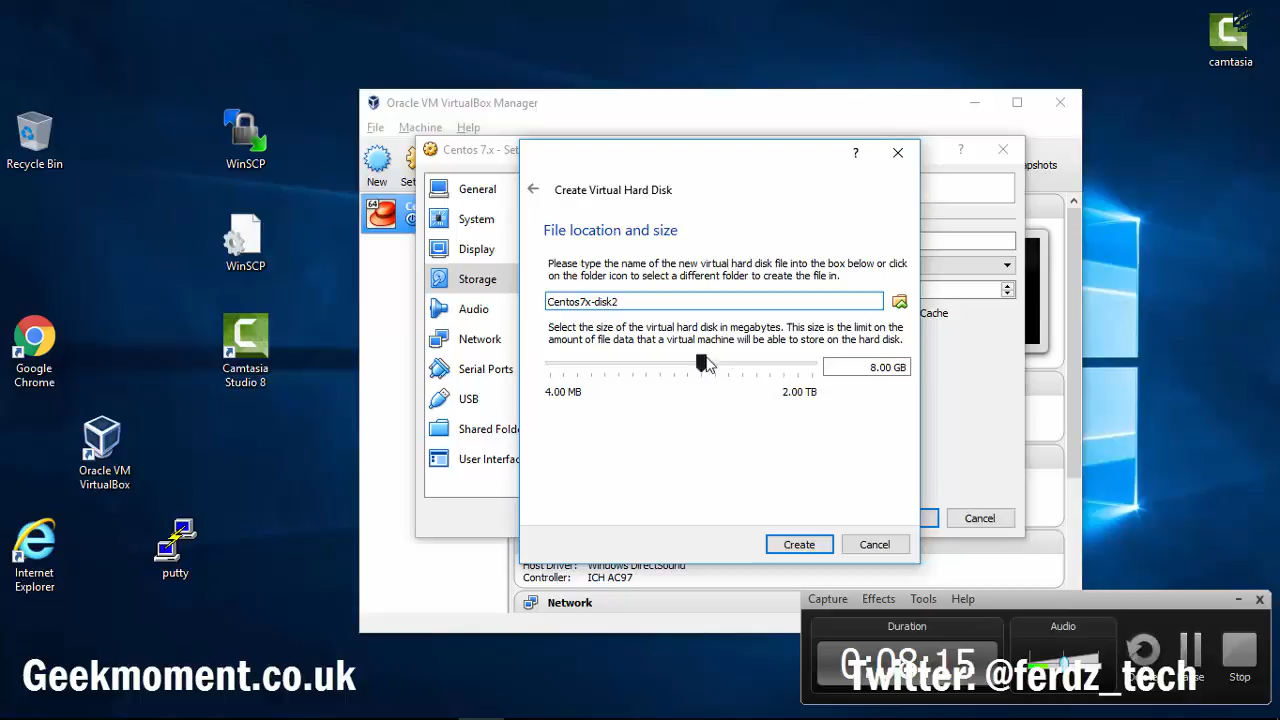 camtasia
Recycle Bin
WinSCP
WinSCP
Google
Chrome
Camtasia
Studio 8
Oracle VM
VirtualBox
Internet
Explorer
putty
Oracle VM VirtualBox Manager
File Machine Help
New
Set
64
Ce
apshots
Centos 7.x - Set
General
System
Display
Storage
Audio
Network
Serial Ports
USB
Shared Folde
User Interfac
Cache
Cancel
?
?
Create Virtual Hard Disk
File location and size
Please type the name of the new virtual hard disk file into the box below or click
on the folder icon to select a different folder to create the file in.
Centos7x-disk2
Select the size of the virtual hard disk in megabytes. This size is the limit on the
amount of file data that a virtual machine will be able to store on the hard disk.
8.00 GB
4.00 MB 2.00 TB
Create Cancel
Host Driver: Windows DirectSound
Controller: ICH AC97
Network
Capture Effects Tools Help
Duration Audio
0:08:15
Stop
Geekmoment.co.uk
Twitter: @ferdz_tech